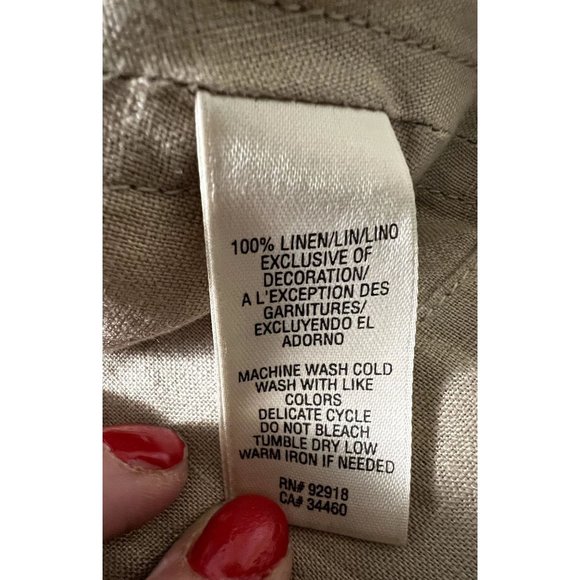 100% LINEN/LIN/LINO
EXCLUSIVE OF
DECORATION/
A L'EXCEPTION DES
GARNITURES/
EXCLUYENDO EL
ADORNO
MACHINE WASH COLD
WASH WITH LIKE
COLORS
DELICATE CYCLE
DO NOT BLEACH
TUMBLE DRY LOW
WARM IRON IF NEEDED
RN# 92918
CA# 34460